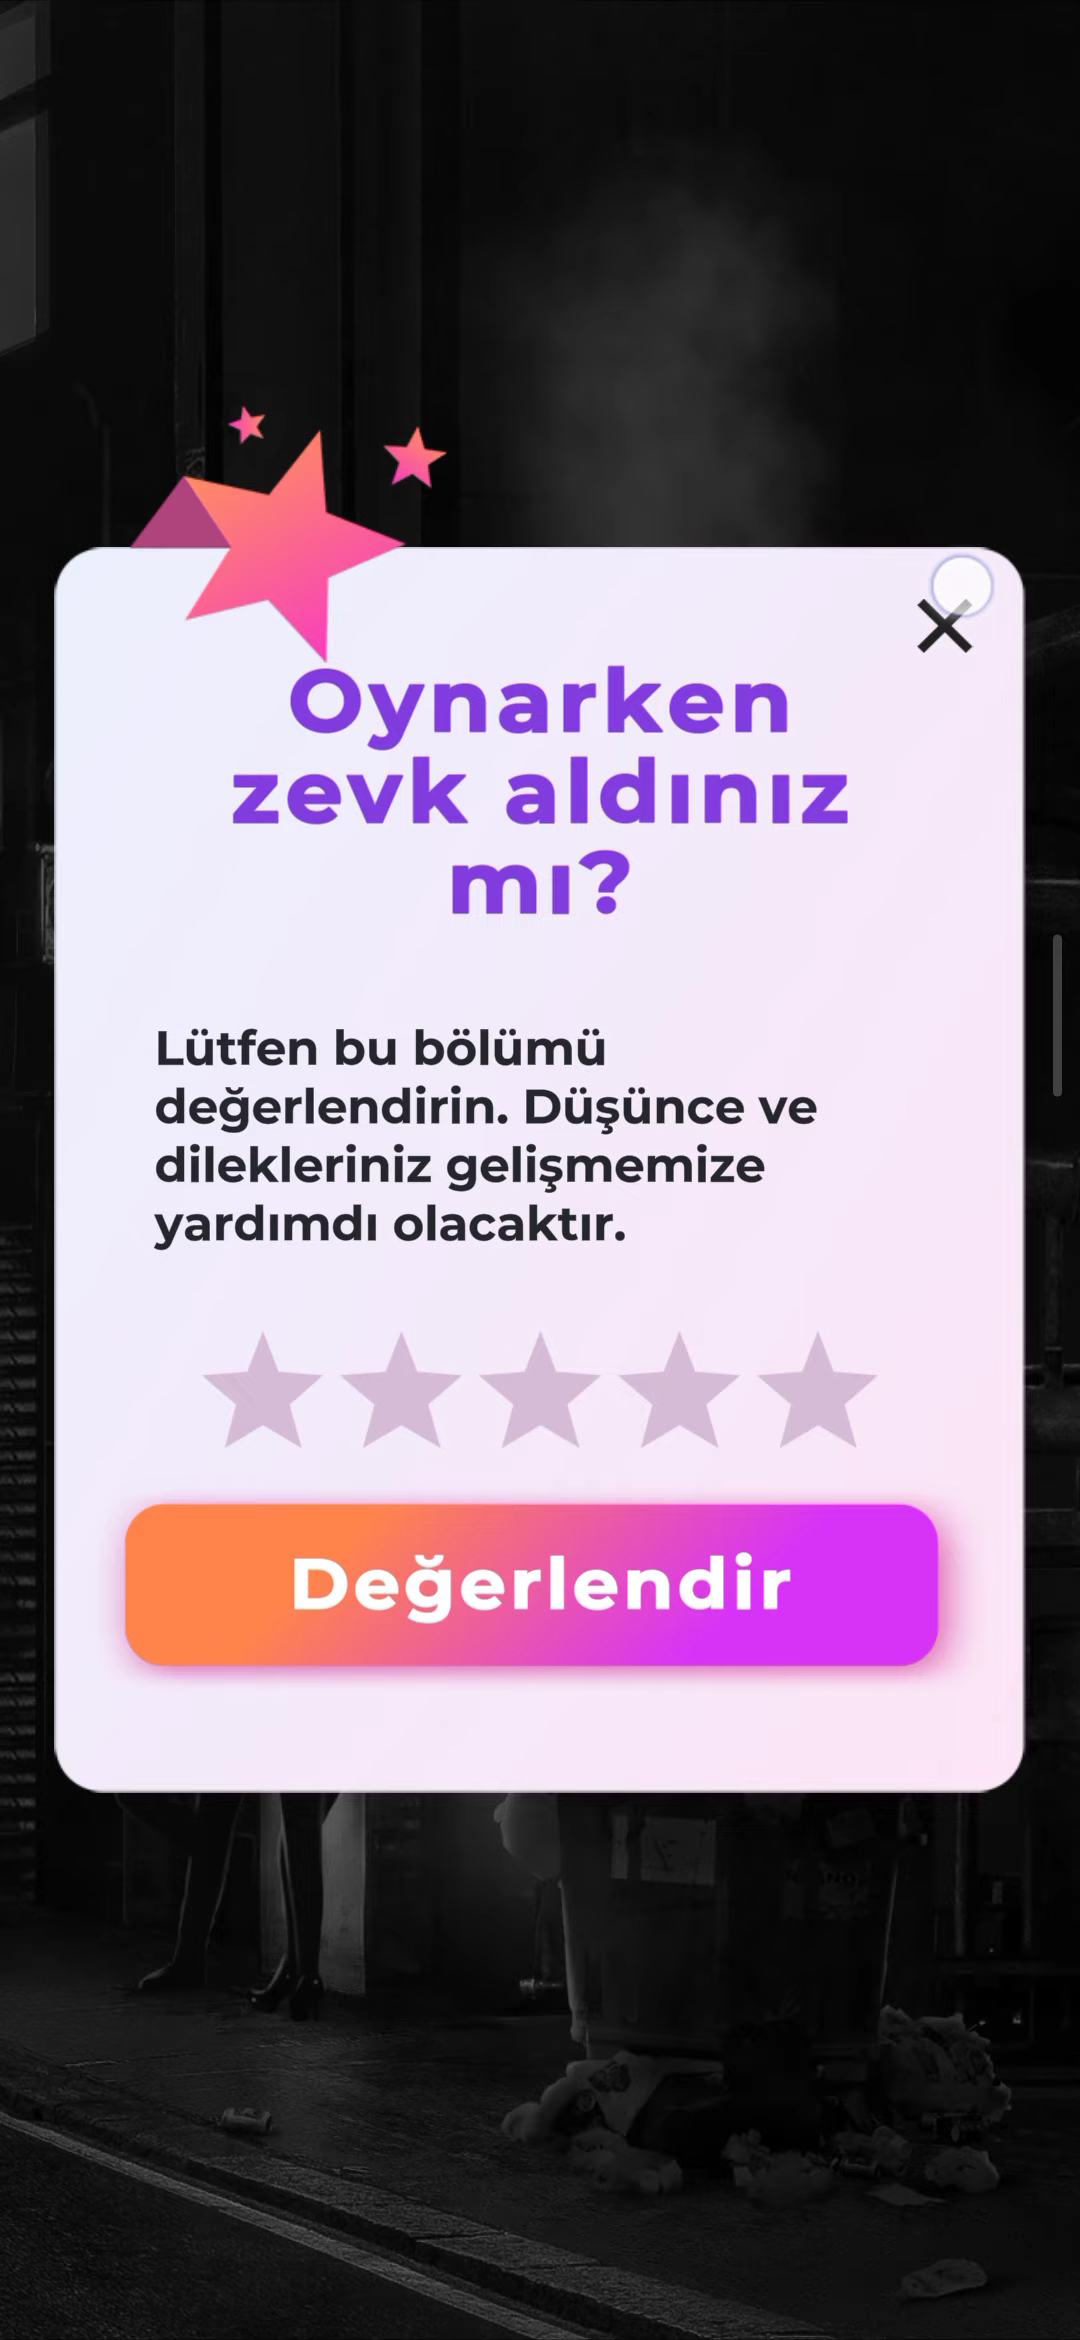 Oynarken
zevk aldınız
mı?
Lütfen bu bölümü
değerlendirin. Düşünce ve
dilekleriniz gelişmemize
yardımdı olacaktır.
Değerlendir